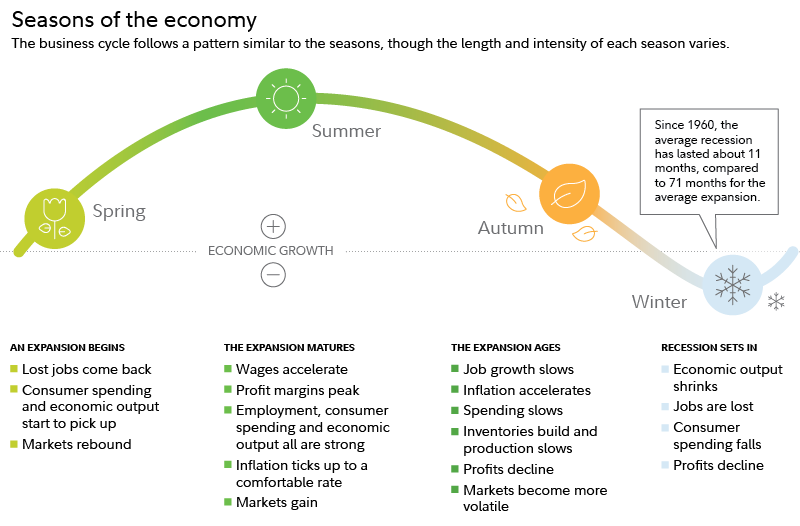 Seasons of the economy
The business cycle follows a pattern similar to the seasons, though the length and intensity of each season varies.
Summer
Since 1960, the
average recession
has lasted about 11
months, compared
to 71 months for the
average expansion.
Spring
Autumn
ECONOMIC GROWTH
Winter
AN EXPANSION BEGINS
Lost jobs come back
Consumer spending
and economic output
start to pick up
Markets rebound
THE EXPANSION MATURES
Wages accelerate
Profit margins peak
Employment, consumer
spending and economic
output all are strong
Inflation ticks up to a
comfortable rate
Markets gain
THE EXPANSION AGES
Job growth slows
Inflation accelerates
Spending slows
Inventories build and
production slows
Profits decline
Markets become more
volatile
RECESSION SETS IN
Economic output
shrinks
Jobs are lost
Consumer
spending falls
Profits decline